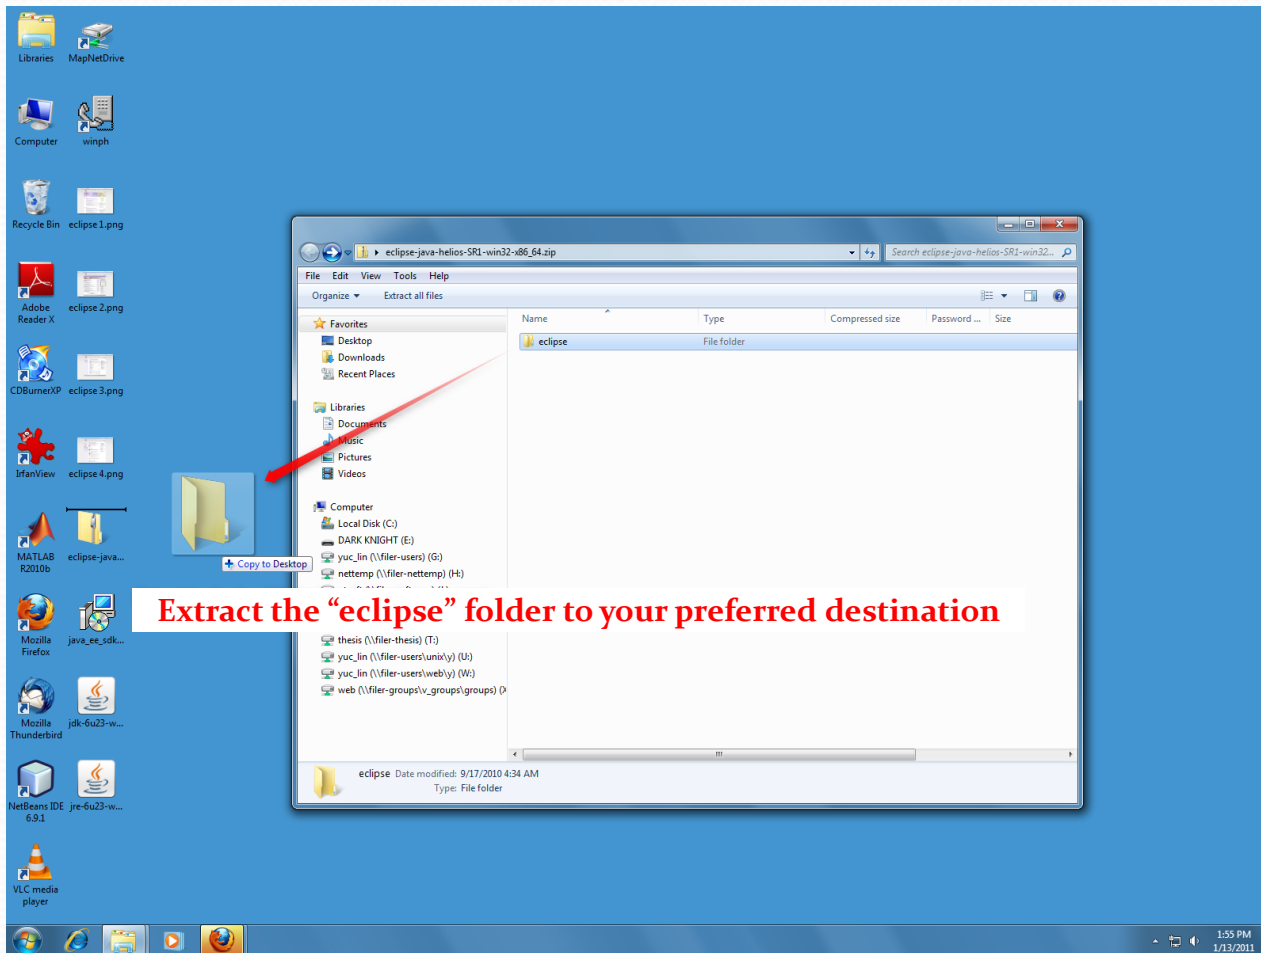 Libraries
MapNetDrive
Computer
winph
Recycle Bin
eclipse 1.png
Adobe
Reader X
eclipse 2.png
CDBurnerXP
eclipse 3.png
IrfanView
eclipse 4.png
MATLAB
R2010b
eclipse-java...
Mozilla
Firefox
java_ee_sdk...
Mozilla
Thunderbird
jdk-6u23-w...
NetBeans IDE
6.9.1
jre-6u23-w...
VLC media
player
eclipse-java-helios-SR1-win32-x86_64.zip
Search eclipse-java-helios-SR1-win32...
File Edit View Tools Help
Organize Extract all files
Name Type Compressed size Password ... Size
eclipse File folder
Favorites
Desktop
Downloads
Recent Places
Libraries
Documents
Music
Pictures
Videos
Computer
Local Disk (C:)
DARK KNIGHT (E:)
yuc_lin (\\filer-users) (G:)
nettemp (\\filer-nettemp) (H:)
Copy to Desktop
Extract the “eclipse” folder to your preferred destination
thesis (\\filer-thesis) (T:)
yuc_lin (\\filer-users\unix\y) (U:)
yuc_lin (\\filer-users\web\y) (W:)
web (\\filer-groups\v_groups\groups) (X
eclipse Date modified: 9/17/2010 4:34 AM
Type: File folder
1:55 PM
1/13/2011